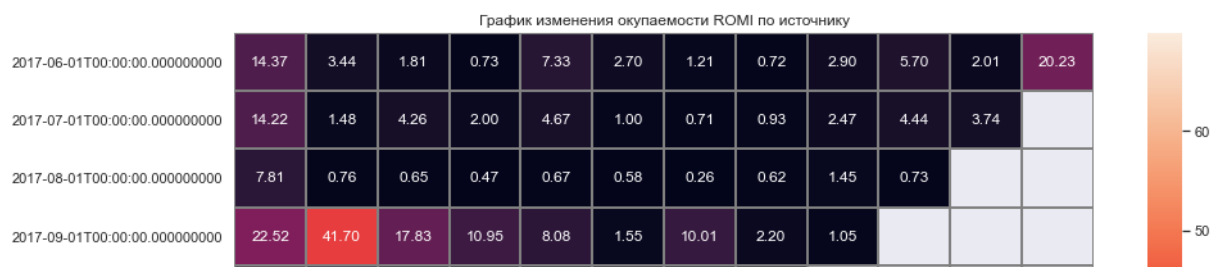 График изменения окупаемости ROMI по источнику
2017-06-01T00:00:00.000000000 14.37 3.44 1.81 0.73 7.33 2.70 1.21 0.72 2.90 5.70 2.01 20.23
2017-07-01T00:00:00.000000000 14.22 1.48 4.26 2.00 4.67 1.00 0.71 0.93 2.47 4.44 3.74
60
2017-08-01T00:00:00.000000000 7.81 0.76 0.65 0.47 0.67 0.58 0.26 0.62 1.45 0.73
2017-09-01T00:00:00.000000000 22.52 41.70 17.83 10.95 8.08 1.55 10.01 2.20 1.05
50